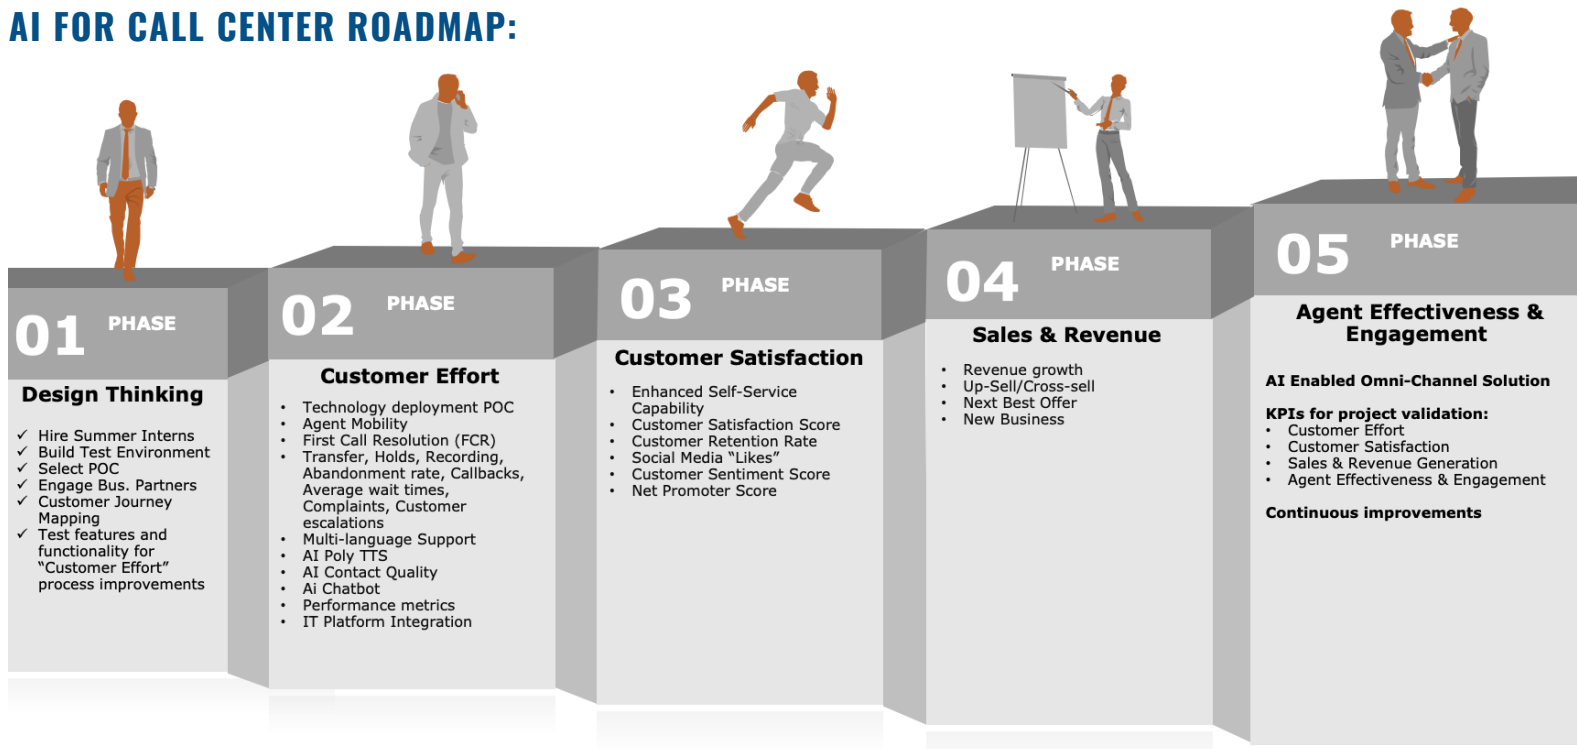 AI FOR CALL CENTER ROADMAP:
01 PHASE
Design Thinking
✓ Hire Summer Interns
✓ Build Test Environment
✓ Select POC
✓ Engage Bus. Partners
✓ Customer Journey
Mapping
✓ Test features and
functionality for
“Customer Effort”
process improvements
02 PHASE
Customer Effort
• Technology deployment POC
• Agent Mobility
• First Call Resolution (FCR)
• Transfer, Holds, Recording,
Abandonment rate, Callbacks,
Average wait times,
Complaints, Customer
escalations
• Multi-language Support
• AI Poly TTS
• AI Contact Quality
• Ai Chatbot
• Performance metrics
• IT Platform Integration
03 PHASE
Customer Satisfaction
• Enhanced Self-Service
Capability
• Customer Satisfaction Score
• Customer Retention Rate
• Social Media “Likes”
• Customer Sentiment Score
• Net Promoter Score
04 PHASE
Sales & Revenue
• Revenue growth
• Up-Sell/Cross-sell
• Next Best Offer
• New Business
05 PHASE
Agent Effectiveness &
Engagement
AI Enabled Omni-Channel Solution
KPIs for project validation:
• Customer Effort
• Customer Satisfaction
• Sales & Revenue Generation
• Agent Effectiveness & Engagement
Continuous improvements